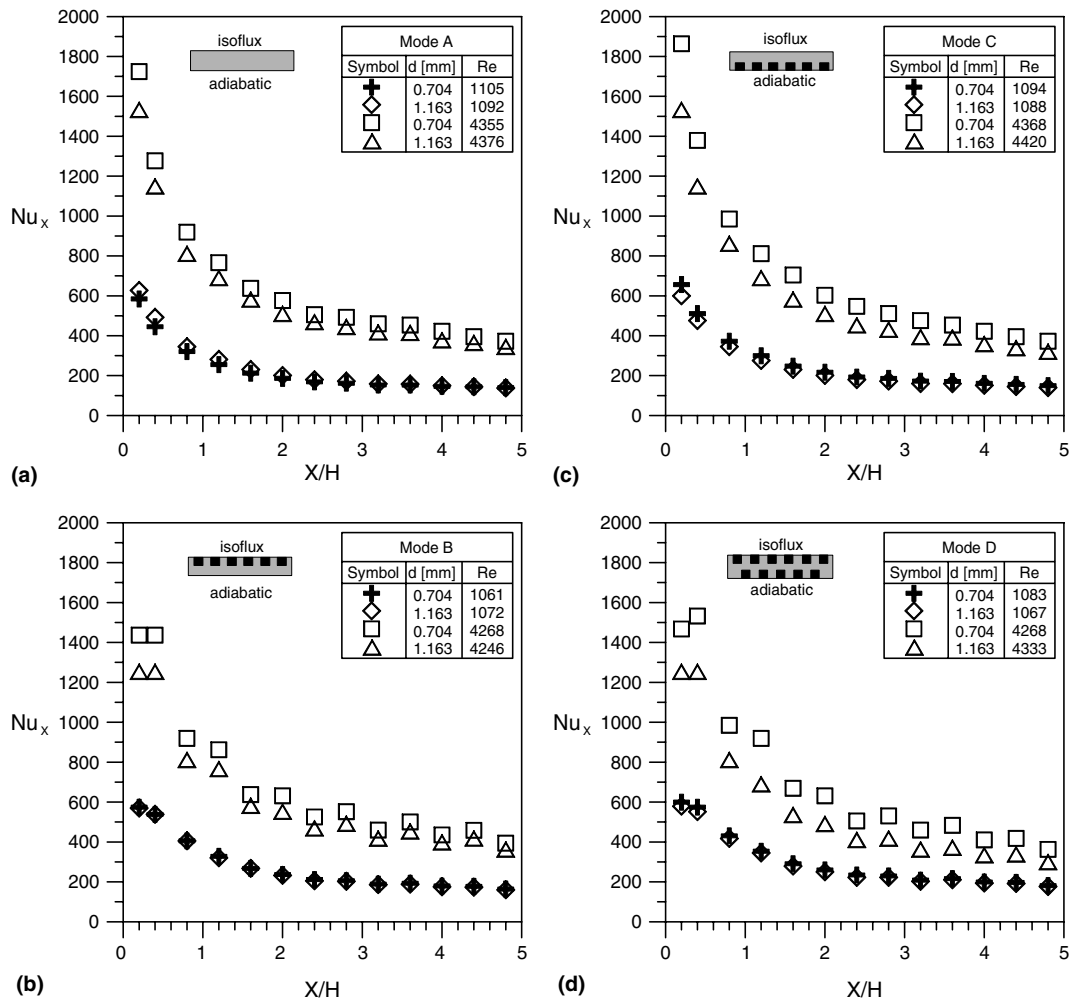 2000
1800
1600
1400
1200
1000
800
600
400
200
0
Nu_x
isoflux
adiabatic
Mode A
Symbol d [mm] Re
0.704 1105
1.163 1092
0.704 4355
1.163 4376
0 1 2 3 4 5
X/H
(a)
2000
1800
1600
1400
1200
1000
800
600
400
200
0
Nu_x
isoflux
adiabatic
Mode C
Symbol d [mm] Re
0.704 1094
1.163 1088
0.704 4368
1.163 4420
0 1 2 3 4 5
X/H
(c)
2000
1800
1600
1400
1200
1000
800
600
400
200
0
Nu_x
isoflux
adiabatic
Mode B
Symbol d [mm] Re
0.704 1061
1.163 1072
0.704 4268
1.163 4246
0 1 2 3 4 5
X/H
(b)
2000
1800
1600
1400
1200
1000
800
600
400
200
0
Nu_x
isoflux
adiabatic
Mode D
Symbol d [mm] Re
0.704 1083
1.163 1067
0.704 4268
1.163 4333
0 1 2 3 4 5
X/H
(d)